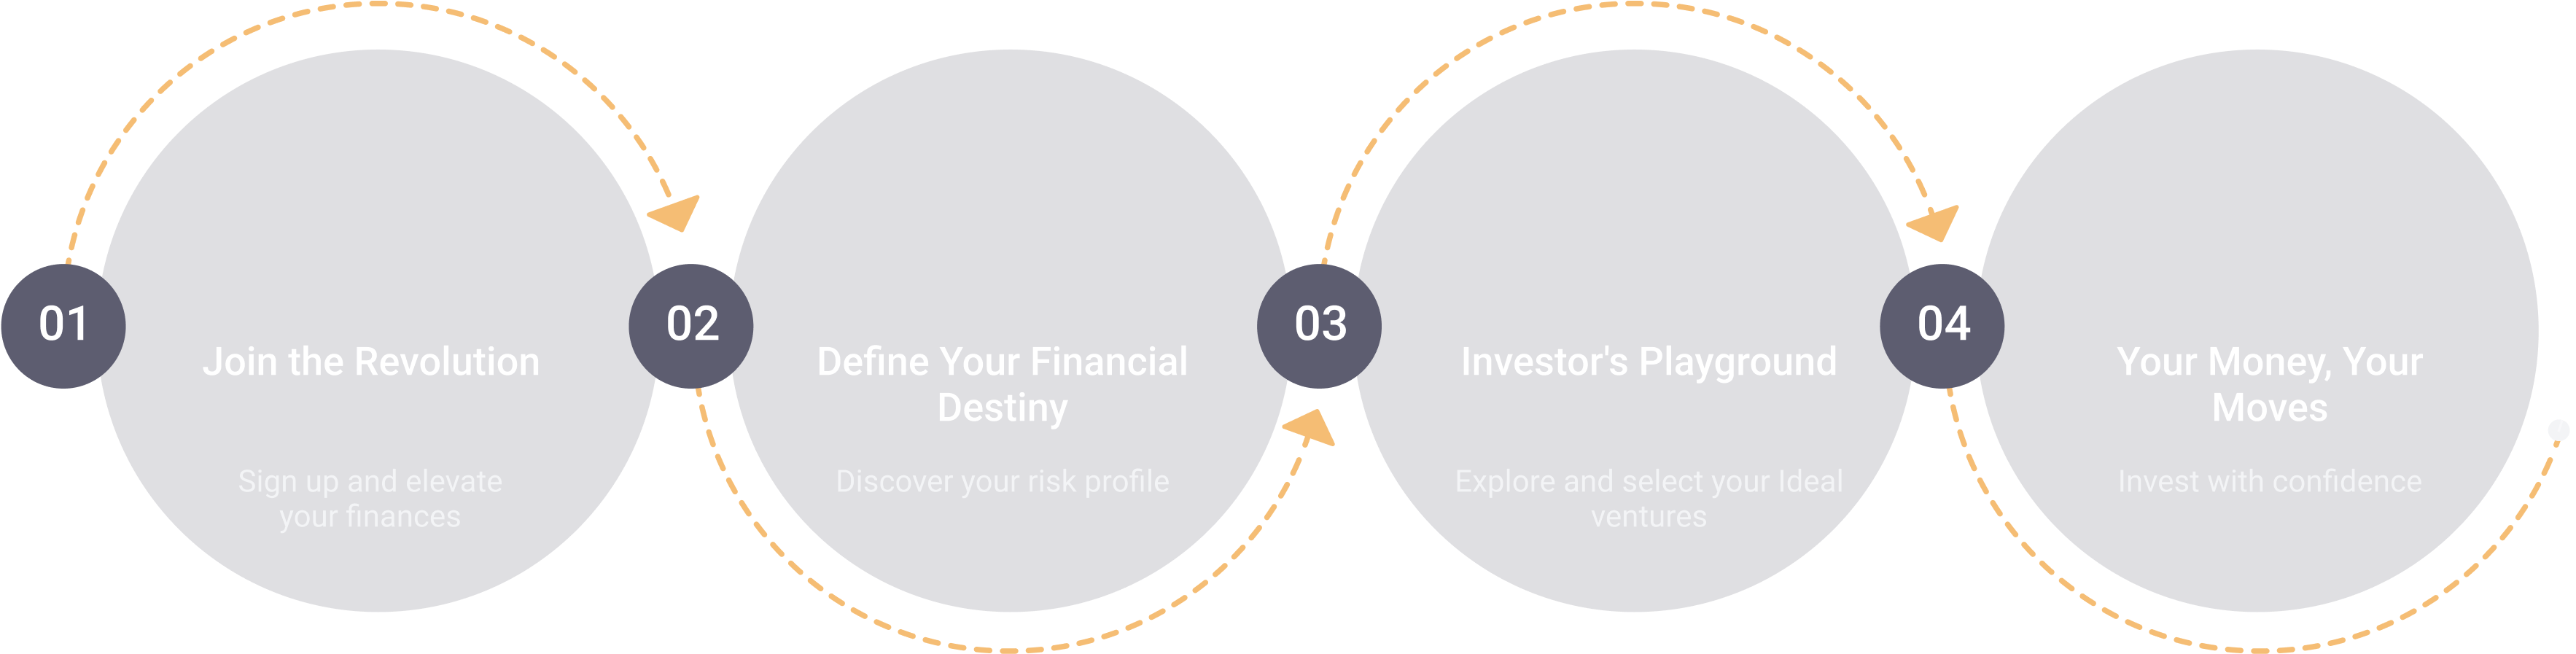 01
Join the Revolution
Sign up and elevate
your finances
02
Define Your Financial
Destiny
Discover your risk profile
03
Investor's Playground
Explore and select your Ideal
ventures
04
Your Money, Your
Moves
Invest with confidence